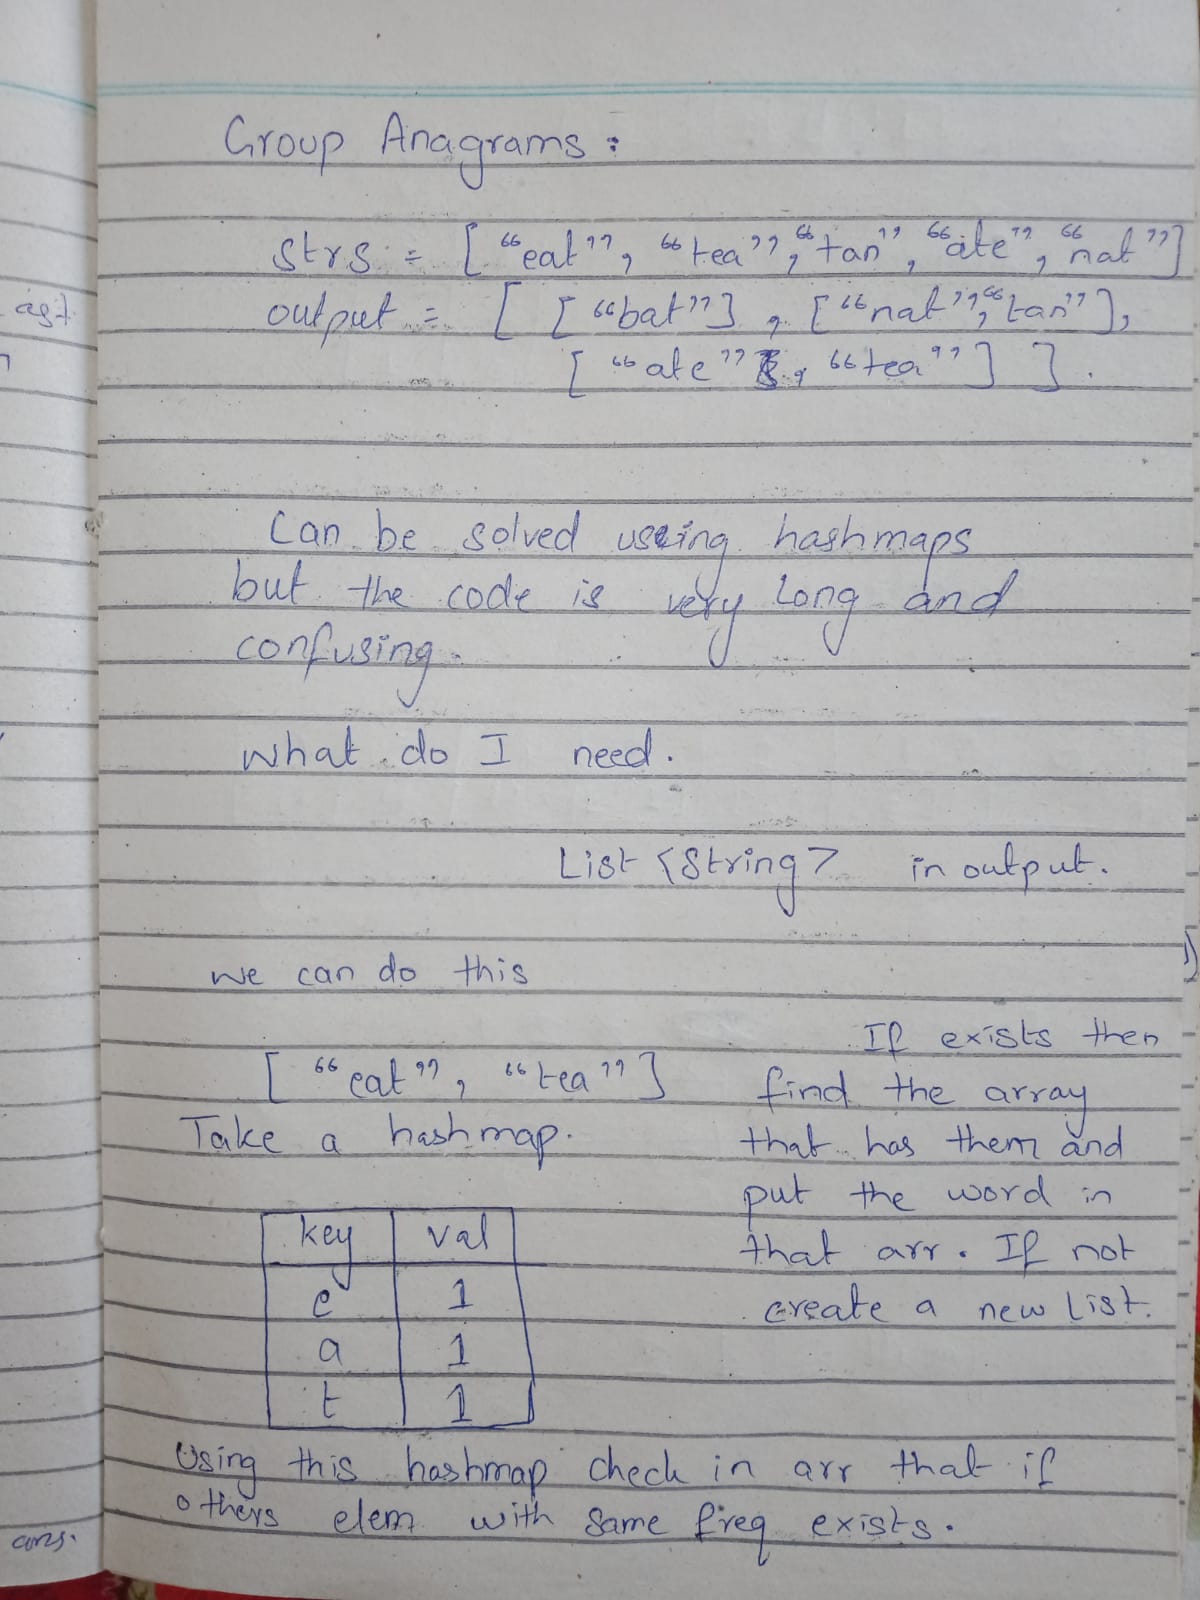 Group Anagrams :
strs = [ "eat", "tea", "tan", "ate", "nat"]
output = [ ["bat"], ["nat", "tan"],
["ate", "tea"] ].
Can be solved using hashmaps
but the code is very long and
confusing.
What do I need.
List <String> in output.
we can do this
["eat", "tea"]
Take a hashmap.
If exists then
find the array
that has them and
put the word in
that arr. If not
create a new list.
key val
e 1
a 1
t 1
Using this hashmap check in arr that if
others elem with same freq exists.
ans.